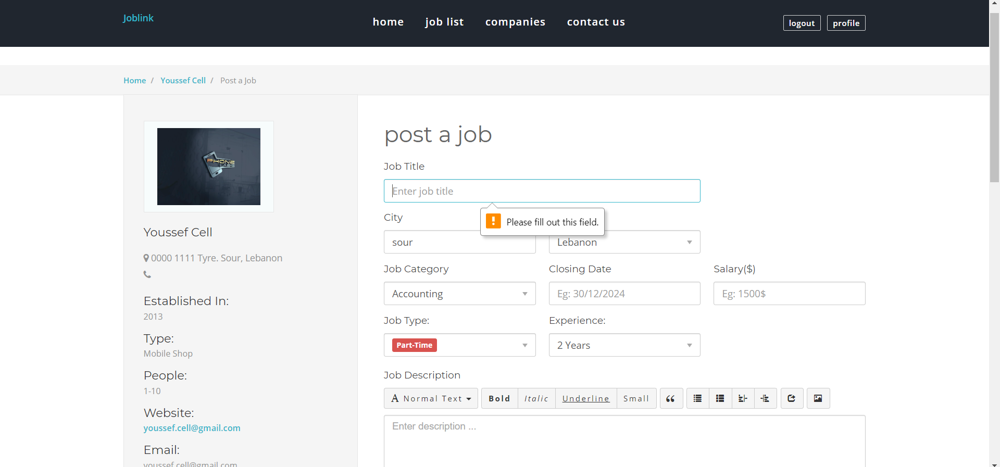 Joblink
home job list companies contact us
logout profile
Home / Youssef Cell / Post a Job
PHONE
LABS
Youssef Cell
0000 1111 Tyre. Sour, Lebanon
Established In:
2013
Type:
Mobile Shop
People:
1-10
Website:
youssef.cell@gmail.com
Email:
youssef.cell@gmail.com
post a job
Job Title
Enter job title
Please fill out this field.
City
sour Lebanon
Job Category Closing Date Salary($)
Accounting Eg: 30/12/2024 Eg: 1500$
Job Type: Experience:
Part-Time 2 Years
Job Description
A Normal Text Bold Italic Underline Small
Enter description ...